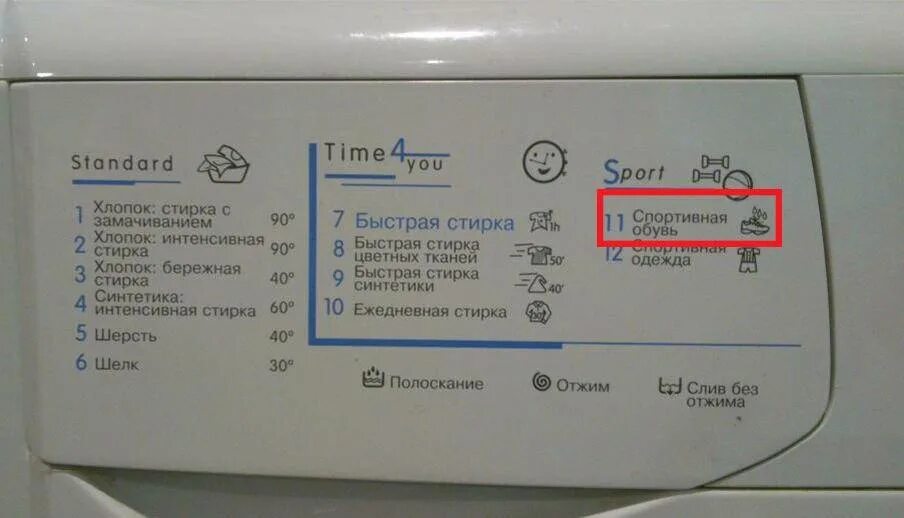 Standard
1 Хлопок: стирка с
замачиванием 90°
2 Хлопок: интенсивная
стирка 90°
3 Хлопок: бережная
стирка 40°
4 Синтетика:
интенсивная стирка 60°
5 Шерсть 40°
6 Шелк 30°
Time 4 you
7 Быстрая стирка 1h
8 Быстрая стирка
цветных тканей 50'
9 Быстрая стирка
синтетики 40'
10 Ежедневная стирка 30'
Sport
11 Спортивная
обувь
12 Спортивная
одежда
Полоскание
Отжим
Слив без
отжима